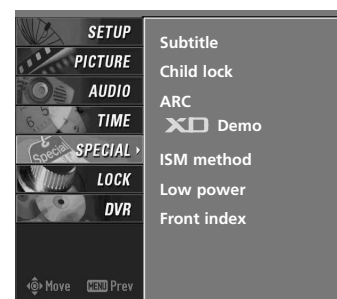 SETUP
PICTURE
AUDIO
TIME
SPECIAL
LOCK
DVR
Move MENU Prev
Subtitle
Child lock
ARC
XD Demo
ISM method
Low power
Front index